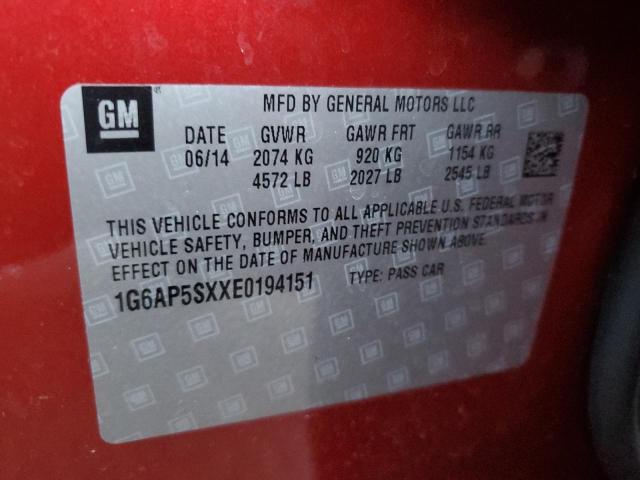 GM
MFD BY GENERAL MOTORS LLC
DATE GVWR GAWR FRT GAWR RR
06/14 2074 KG 920 KG 1154 KG
4572 LB 2027 LB 2545 LB
THIS VEHICLE CONFORMS TO ALL APPLICABLE U.S. FEDERAL MOTOR
VEHICLE SAFETY, BUMPER, AND THEFT PREVENTION STANDARDS IN
EFFECT ON THE DATE OF MANUFACTURE SHOWN ABOVE.
1G6AP5SXXE0194151 TYPE: PASS CAR